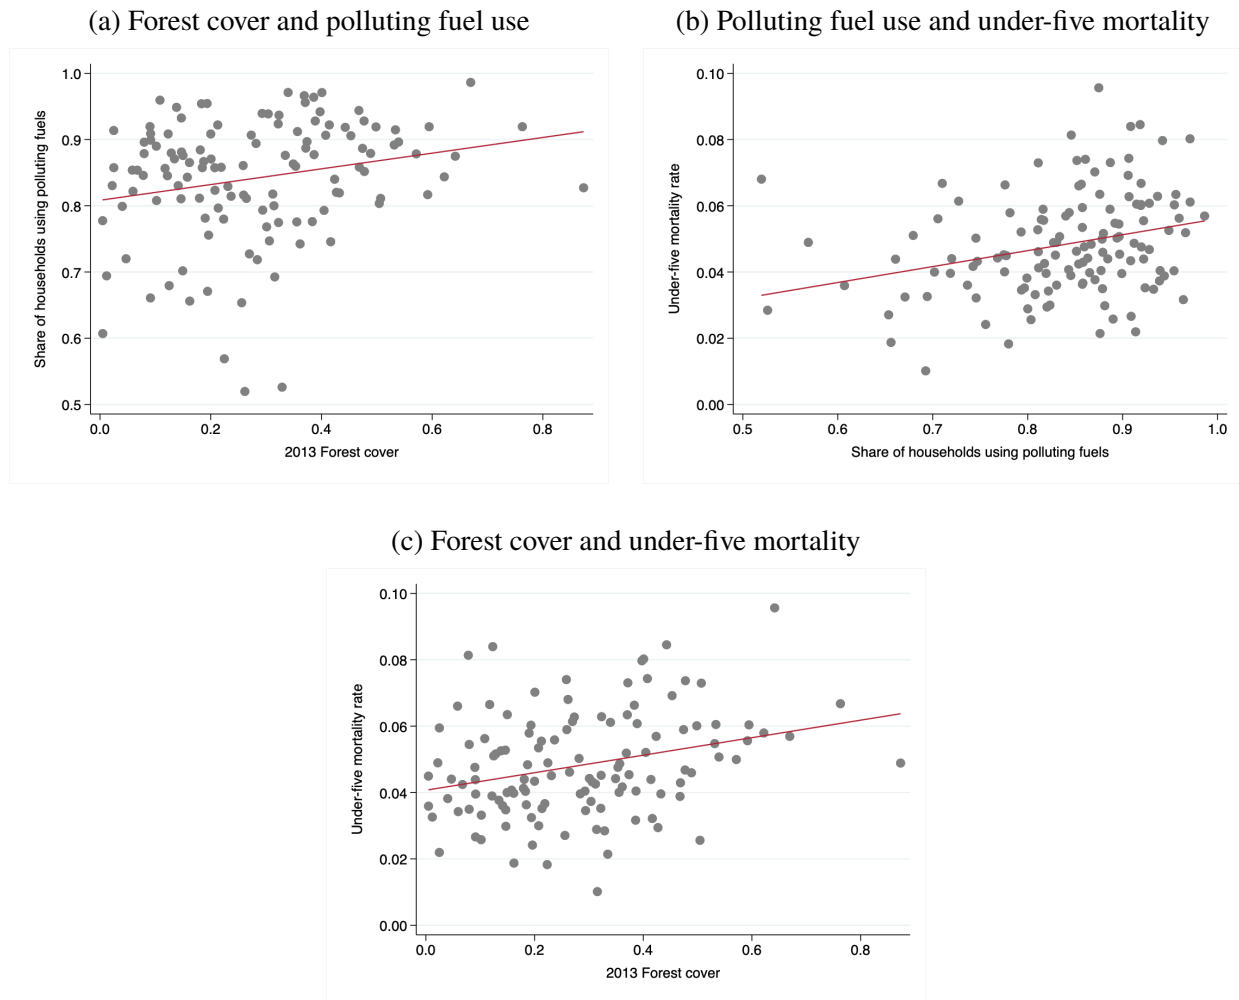 (a) Forest cover and polluting fuel use
Share of households using polluting fuels
1.0
0.9
0.8
0.7
0.6
0.5
0.0 0.2 0.4 0.6 0.8
2013 Forest cover
(b) Polluting fuel use and under-five mortality
Under-five mortality rate
0.10
0.08
0.06
0.04
0.02
0.00
0.5 0.6 0.7 0.8 0.9 1.0
Share of households using polluting fuels
(c) Forest cover and under-five mortality
Under-five mortality rate
0.10
0.08
0.06
0.04
0.02
0.00
0.0 0.2 0.4 0.6 0.8
2013 Forest cover